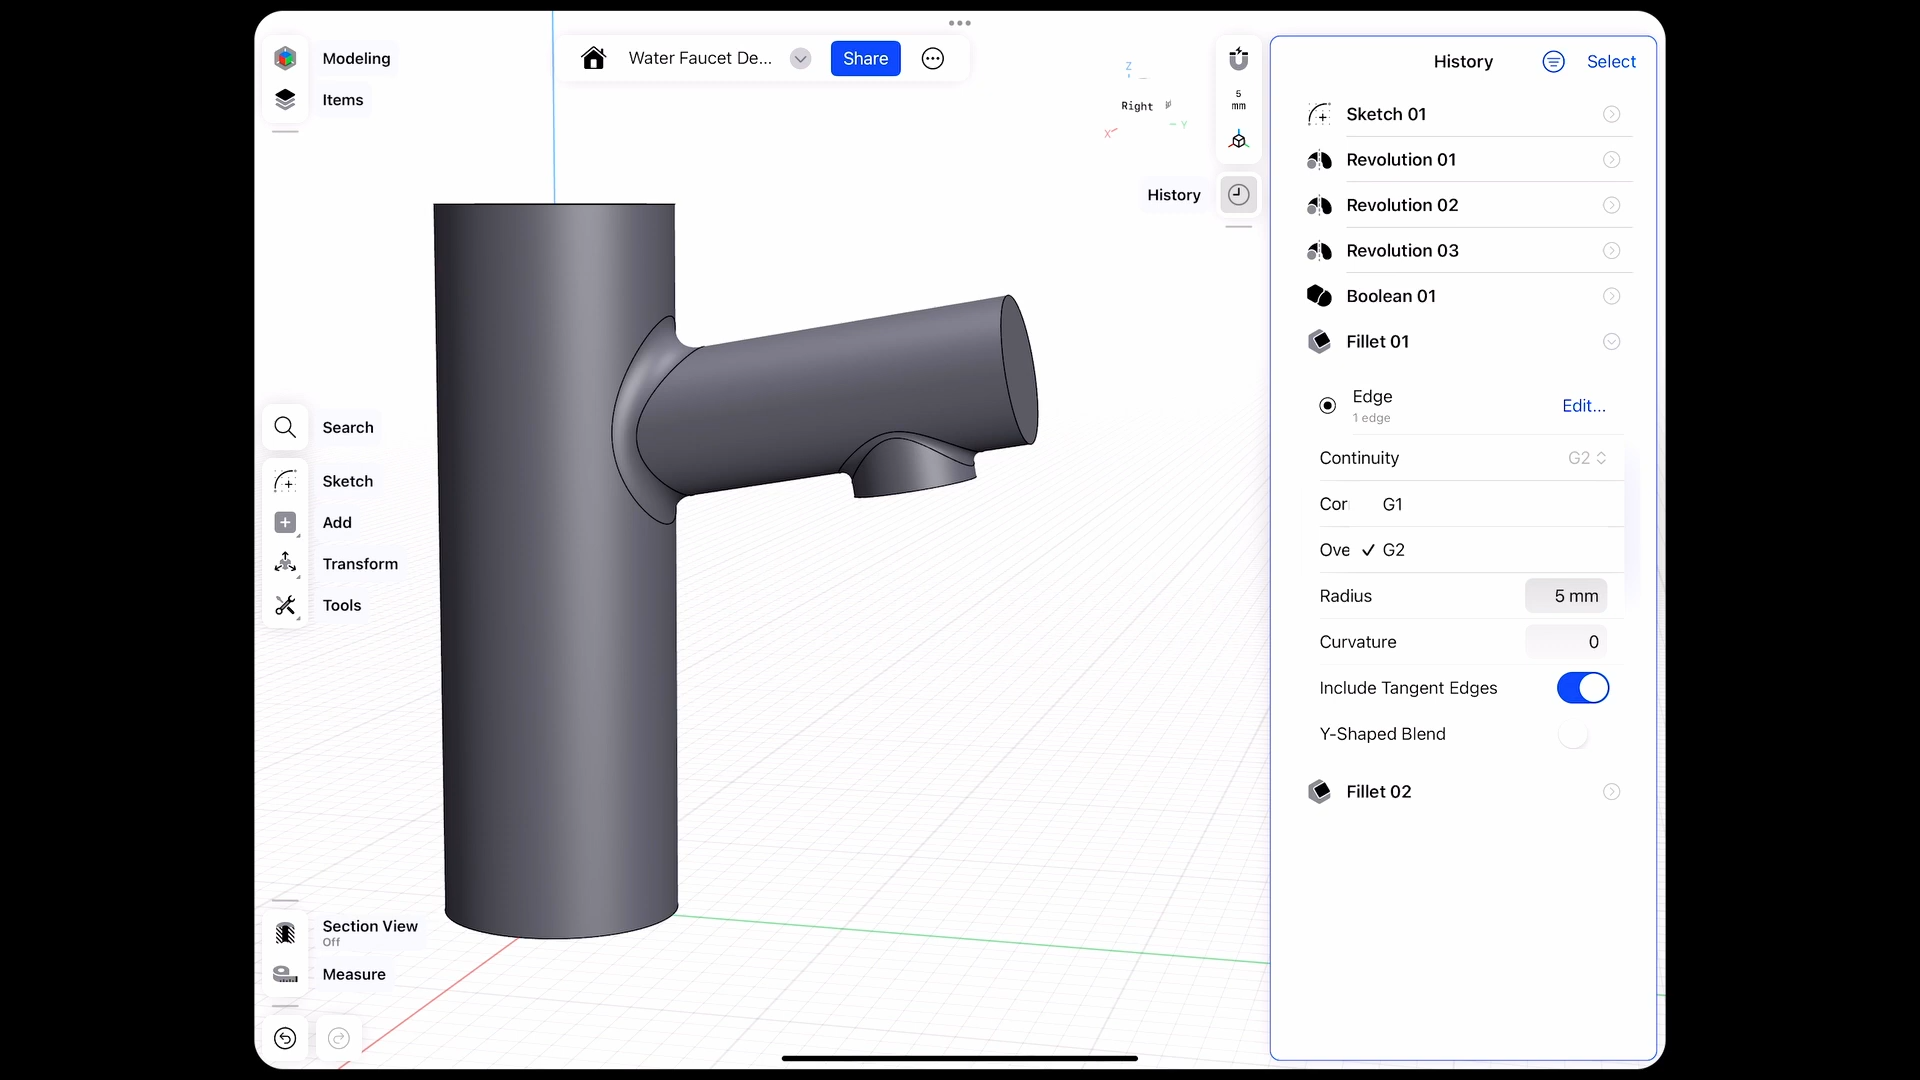 Modeling
Items
Water Faucet De...
Share
Z
Right
X
Y
5
mm
History
History
Select
Sketch 01
Revolution 01
Revolution 02
Revolution 03
Boolean 01
Fillet 01
Edge
1 edge
Edit...
Continuity
G2
Cor
G1
Ove
✓ G2
Radius
5 mm
Curvature
0
Include Tangent Edges
Y-Shaped Blend
Fillet 02
Search
Sketch
Add
Transform
Tools
Section View
Off
Measure